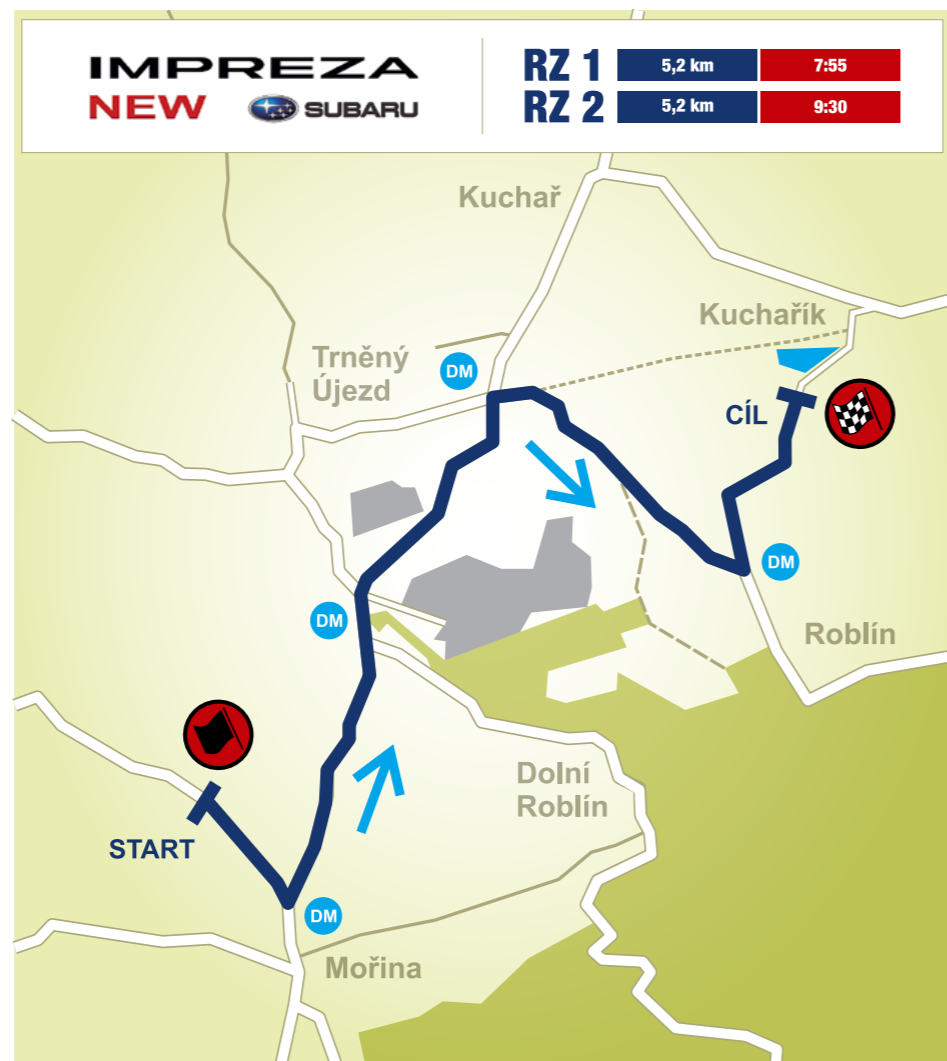 IMPREZA
NEW SUBARU
RZ 1 5,2 km 7:55
RZ 2 5,2 km 9:30
Kuchař
Kuchařík
Trněný
Újezd
DM
CÍL
DM
DM
Roblín
Dolní
Roblín
START
DM
Mořina